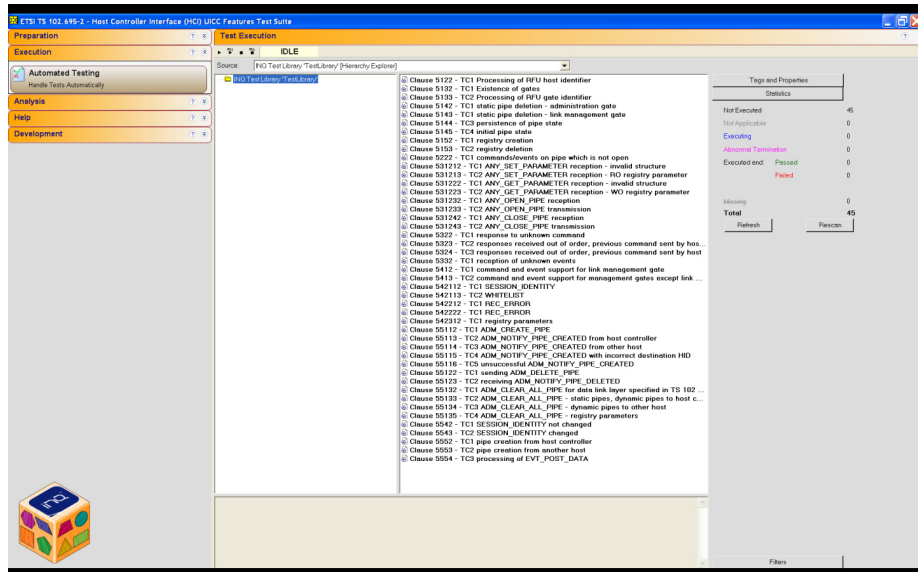 ETSI TS 102.695-2 - Host Controller Interface (HCI) UICC Features Test Suite
Preparation
Execution
Automated Testing
Handle Tests Automatically
Analysis
Help
Development
Test Execution
IDLE
Source: INQ Test Library 'TestLibrary' [Hierarchy Explorer]
INQ Test Library 'TestLibrary'
Clause 5122 - TC1 Processing of RFU host identifier
Clause 5132 - TC1 Existence of gates
Clause 5133 - TC2 Processing of RFU gate identifier
Clause 5142 - TC1 static pipe deletion - administration gate
Clause 5143 - TC1 static pipe deletion - link management gate
Clause 5144 - TC3 persistence of pipe state
Clause 5145 - TC4 initial pipe state
Clause 5152 - TC1 registry creation
Clause 5153 - TC2 registry deletion
Clause 5222 - TC1 commands/events on pipe which is not open
Clause 531212 - TC1 ANY_SET_PARAMETER reception - invalid structure
Clause 531213 - TC2 ANY_SET_PARAMETER reception - RO registry parameter
Clause 531222 - TC1 ANY_GET_PARAMETER reception - invalid structure
Clause 531223 - TC2 ANY_GET_PARAMETER reception - WO registry parameter
Clause 531232 - TC1 ANY_OPEN_PIPE reception
Clause 531233 - TC2 ANY_OPEN_PIPE transmission
Clause 531242 - TC1 ANY_CLOSE_PIPE reception
Clause 531243 - TC2 ANY_CLOSE_PIPE transmission
Clause 5322 - TC1 response to unknown command
Clause 5323 - TC2 responses received out of order, previous command sent by hos...
Clause 5324 - TC3 responses received out of order, previous command sent by host
Clause 5332 - TC1 reception of unknown events
Clause 5412 - TC1 command and event support for link management gate
Clause 5413 - TC2 command and event support for management gates except link ...
Clause 542112 - TC1 SESSION_IDENTITY
Clause 542113 - TC2 WHITELIST
Clause 542212 - TC1 REC_ERROR
Clause 542222 - TC1 REC_ERROR
Clause 542312 - TC1 registry parameters
Clause 55112 - TC1 ADM_CREATE_PIPE
Clause 55113 - TC2 ADM_NOTIFY_PIPE_CREATED from host controller
Clause 55114 - TC3 ADM_NOTIFY_PIPE_CREATED from other host
Clause 55115 - TC4 ADM_NOTIFY_PIPE_CREATED with incorrect destination HID
Clause 55116 - TC5 unsuccessful ADM_NOTIFY_PIPE_CREATED
Clause 55122 - TC1 sending ADM_DELETE_PIPE
Clause 55123 - TC2 receiving ADM_NOTIFY_PIPE_DELETED
Clause 55132 - TC1 ADM_CLEAR_ALL_PIPE for data link layer specified in TS 102 ...
Clause 55133 - TC2 ADM_CLEAR_ALL_PIPE - static pipes, dynamic pipes to host c...
Clause 55134 - TC3 ADM_CLEAR_ALL_PIPE - dynamic pipes to other host
Clause 55135 - TC4 ADM_CLEAR_ALL_PIPE - registry parameters
Clause 5542 - TC1 SESSION_IDENTITY not changed
Clause 5543 - TC2 SESSION_IDENTITY changed
Clause 5552 - TC1 pipe creation from host controller
Clause 5553 - TC2 pipe creation from another host
Clause 5554 - TC3 processing of EVT_POST_DATA
Tags and Properties
Statistics
Not Executed 45
Not Applicable 0
Executing 0
Abnormal Termination 0
Executed and: Passed 0
Failed 0
Missing 0
Total 45
Refresh Rescan
Filters
inQ